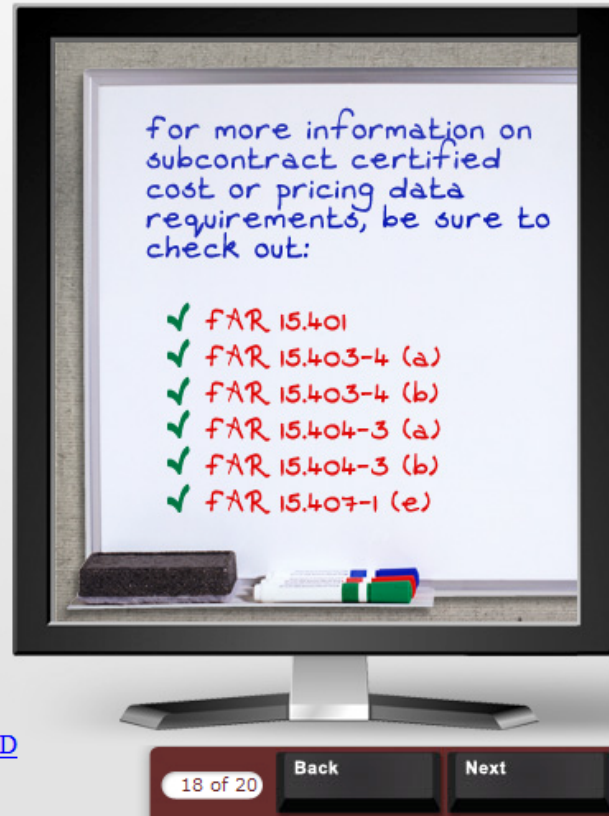 for more information on
subcontract certified
cost or pricing data
requirements, be sure to
check out:
✓ FAR 15.401
✓ FAR 15.403-4 (a)
✓ FAR 15.403-4 (b)
✓ FAR 15.404-3 (a)
✓ FAR 15.404-3 (b)
✓ FAR 15.407-1 (e)
D
18 of 20
Back
Next